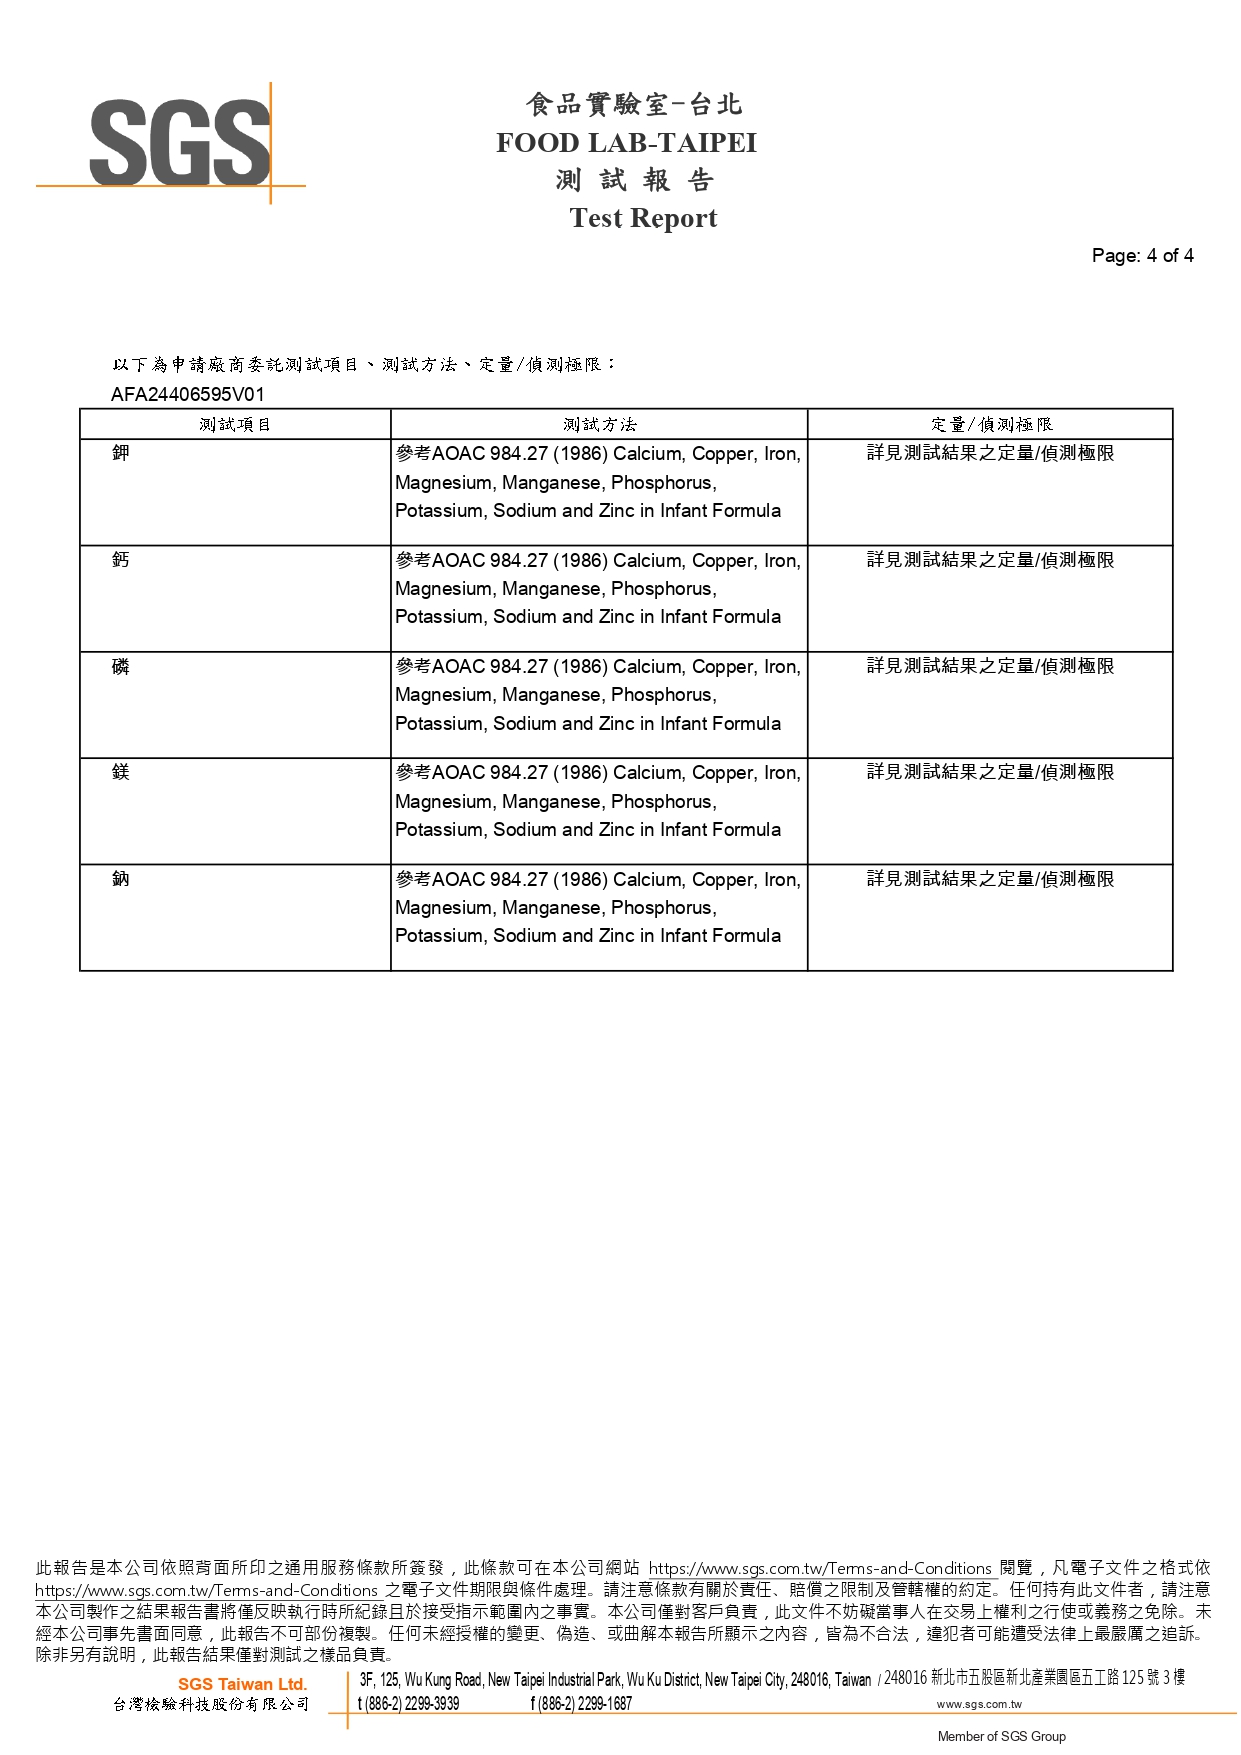 SGS
食品實驗室-台北
FOOD LAB-TAIPEI
測 試 報 告
Test Report
Page: 4 of 4
以下為申請廠商委託測試項目、測試方法、定量/偵測極限：
AFA24406595V01
測試項目 測試方法 定量/偵測極限
鉀 參考AOAC 984.27 (1986) Calcium, Copper, Iron, 詳見測試結果之定量/偵測極限
Magnesium, Manganese, Phosphorus,
Potassium, Sodium and Zinc in Infant Formula
鈣 參考AOAC 984.27 (1986) Calcium, Copper, Iron, 詳見測試結果之定量/偵測極限
Magnesium, Manganese, Phosphorus,
Potassium, Sodium and Zinc in Infant Formula
磷 參考AOAC 984.27 (1986) Calcium, Copper, Iron, 詳見測試結果之定量/偵測極限
Magnesium, Manganese, Phosphorus,
Potassium, Sodium and Zinc in Infant Formula
鎂 參考AOAC 984.27 (1986) Calcium, Copper, Iron, 詳見測試結果之定量/偵測極限
Magnesium, Manganese, Phosphorus,
Potassium, Sodium and Zinc in Infant Formula
鈉 參考AOAC 984.27 (1986) Calcium, Copper, Iron, 詳見測試結果之定量/偵測極限
Magnesium, Manganese, Phosphorus,
Potassium, Sodium and Zinc in Infant Formula
此報告是本公司依照背面所印之通用服務條款所簽發，此條款可在本公司網站 https://www.sgs.com.tw/Terms-and-Conditions 閱覽，凡電子文件之格式依
https://www.sgs.com.tw/Terms-and-Conditions 之電子文件期限與條件處理。請注意條款有關於責任、賠償之限制及管轄權的約定。任何持有此文件者，請注意
本公司製作之結果報告書將僅反映執行時所紀錄且於接受指示範圍內之事實。本公司僅對客戶負責，此文件不妨礙當事人在交易上權利之行使或義務之免除。未
經本公司事先書面同意，此報告不可部份複製。任何未經授權的變更、偽造、或曲解本報告所顯示之內容，皆為不合法，違犯者可能遭受法律上最嚴厲之追訴。
除非另有說明，此報告結果僅對測試之樣品負責。
SGS Taiwan Ltd. 3F, 125, Wu Kung Road, New Taipei Industrial Park, Wu Ku District, New Taipei City, 248016, Taiwan / 248016 新北市五股區新北產業園區五工路 125 號 3 樓
台灣檢驗科技股份有限公司 t (886-2) 2299-3939 f (886-2) 2299-1687 www.sgs.com.tw
Member of SGS Group